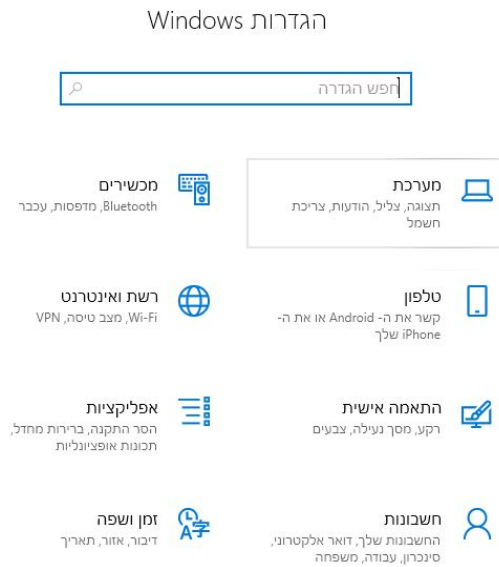 הגדרות Windows
חפש הגדרה
מערכת
תצוגה, צליל, הודעות, צריכת
חשמל
מכשירים
Bluetooth, מדפסות, עכבר
טלפון
קשר את ה- Android או את ה-
iPhone שלך
רשת ואינטרנט
Wi-Fi, מצב טיסה, VPN
התאמה אישית
רקע, מסך נעילה, צבעים
אפליקציות
הסר התקנה, ברירות מחדל,
תכונות אופציונליות
חשבונות
החשבונות שלך, דואר אלקטרוני,
סינכרון, עבודה, משפחה
זמן ושפה
דיבור, אזור, תאריך